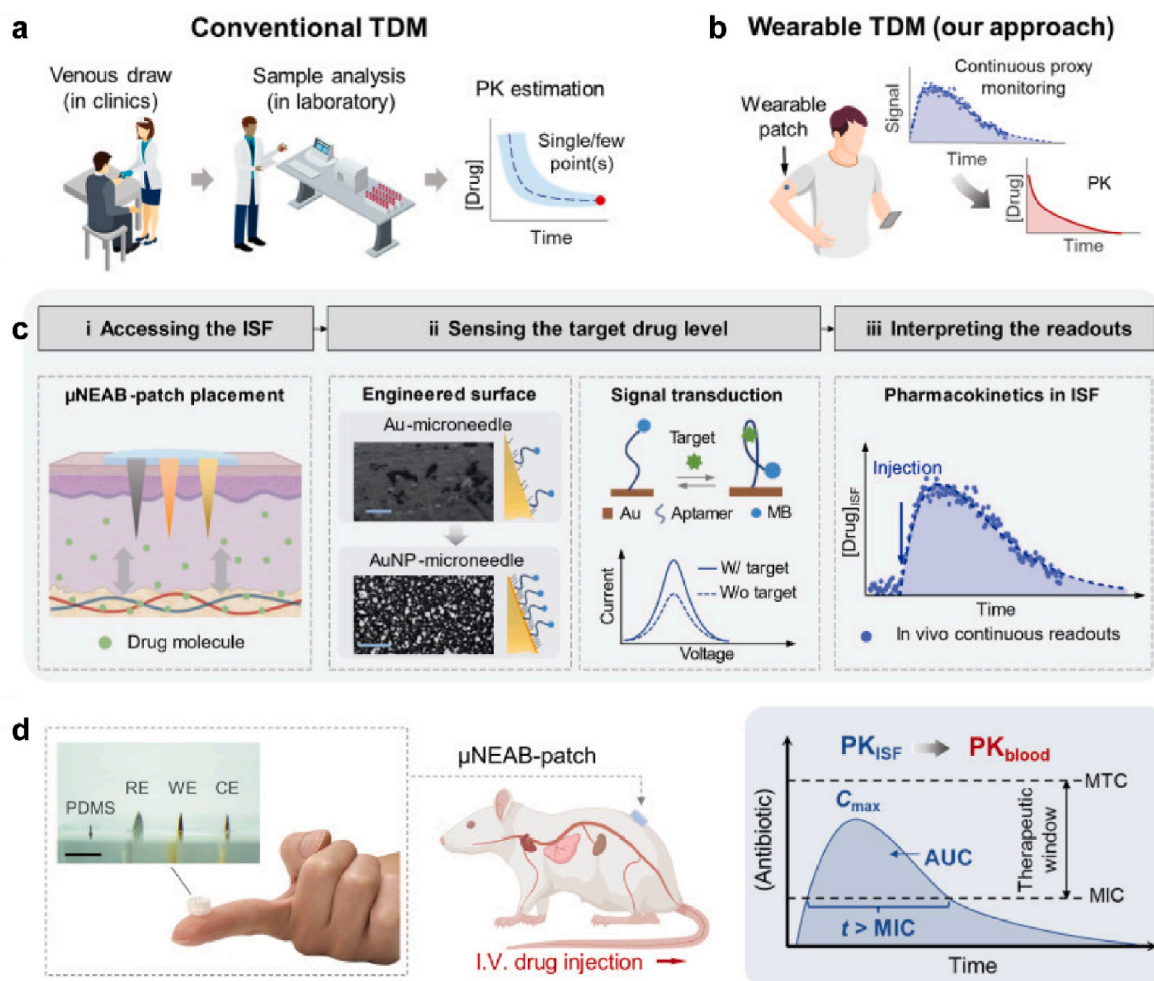 a
Conventional TDM
Venous draw
(in clinics)
Sample analysis
(in laboratory)
PK estimation
[Drug]
Single/few
point(s)
Time
b
Wearable TDM (our approach)
Wearable
patch
Continuous proxy
monitoring
Signal
Time
[Drug]
PK
Time
c
i Accessing the ISF
ii Sensing the target drug level
iii Interpreting the readouts
µNEAB-patch placement
Drug molecule
Engineered surface
Au-microneedle
AuNP-microneedle
Signal transduction
Target
Au
Aptamer
MB
Current
W/ target
W/o target
Voltage
Pharmacokinetics in ISF
Injection
[Drug]ISF
Time
In vivo continuous readouts
d
PDMS
RE
WE
CE
µNEAB-patch
I.V. drug injection
PKISF
PKblood
MTC
Cmax
AUC
Therapeutic
window
MIC
t > MIC
(Antibiotic)
Time